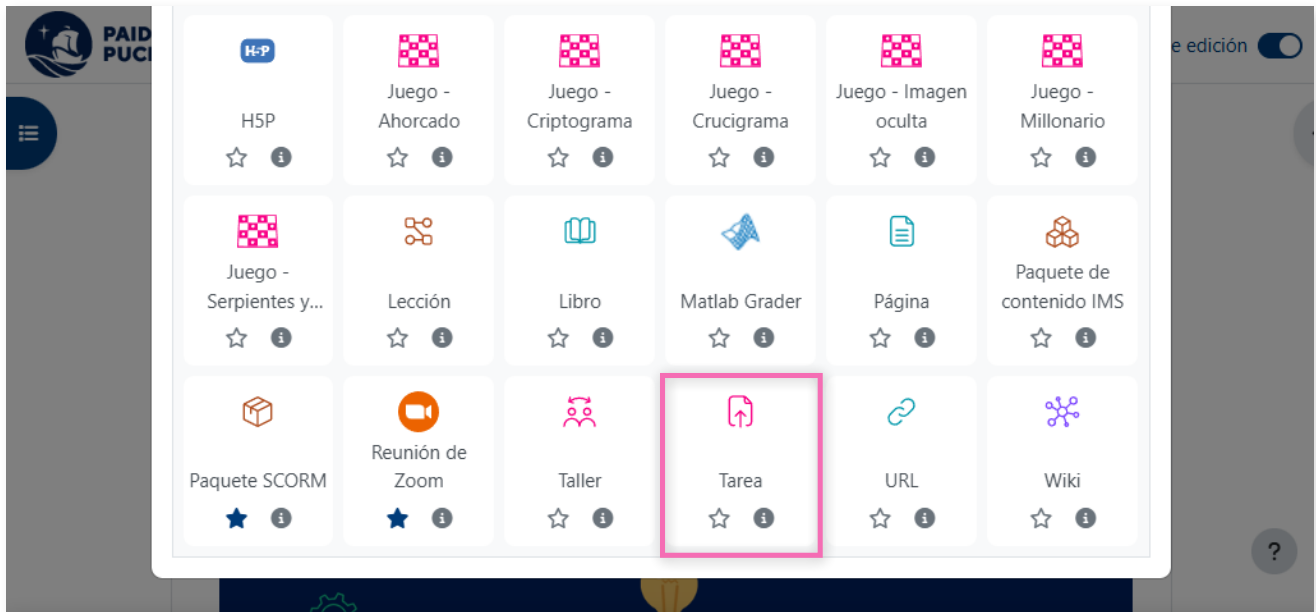 PAID
PUC
e edición
H5P
H5P
Juego -
Ahorcado
Juego -
Criptograma
Juego -
Crucigrama
Juego - Imagen
oculta
Juego -
Millonario
Juego -
Serpientes y...
Lección
Libro
Matlab Grader
Página
Paquete de
contenido IMS
Paquete SCORM
Reunión de
Zoom
Taller
Tarea
URL
Wiki
?